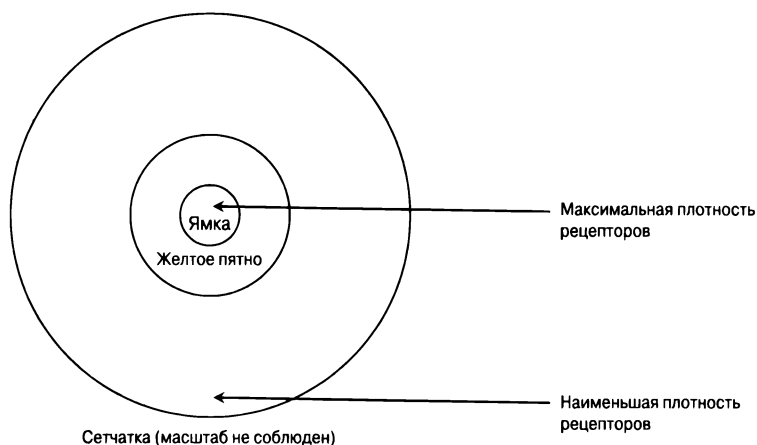 Ямка
Максимальная плотность
рецепторов
Желтое пятно
Наименьшая плотность
рецепторов
Сетчатка (масштаб не соблюден)